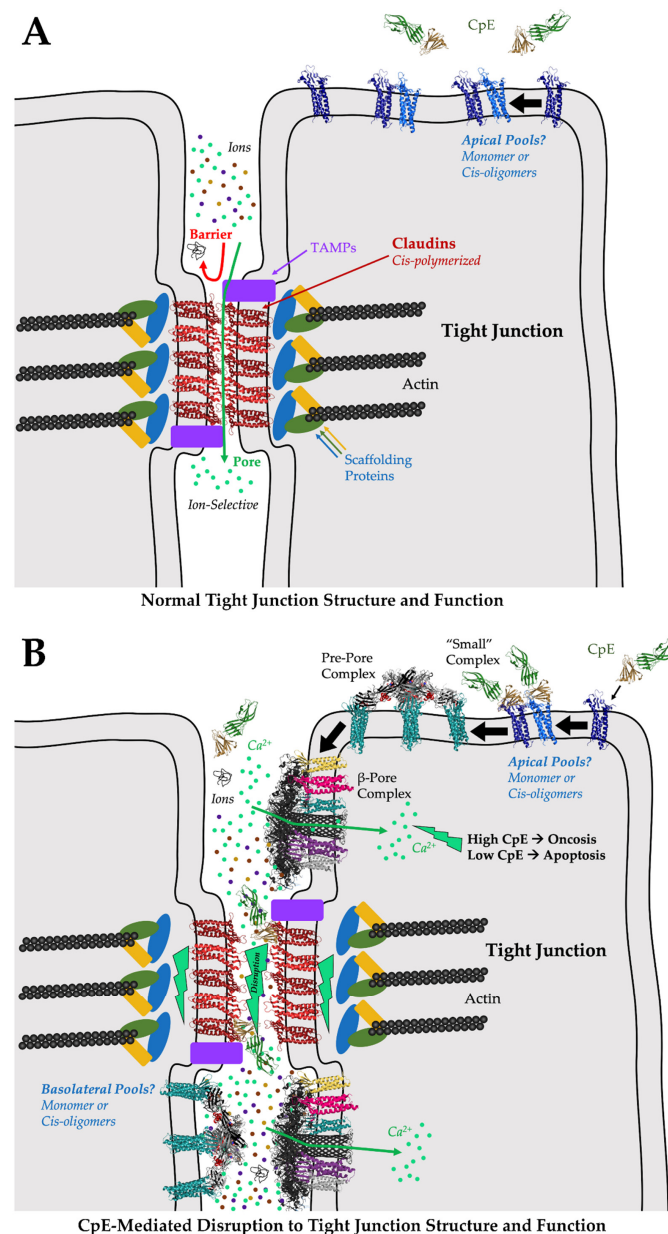 A
CpE
Ions
Apical Pools?
Monomer or
Cis-oligomers
Barrier
TAMPs
Claudins
Cis-polymerized
Tight Junction
Actin
Pore
Scaffolding
Proteins
Ion-Selective
Normal Tight Junction Structure and Function
B
Pre-Pore
Complex
"Small"
Complex
CpE
Ca2+
Ions
Apical Pools?
Monomer or
Cis-oligomers
β-Pore
Complex
Ca2+
High CpE → Oncosis
Low CpE → Apoptosis
Tight Junction
Disruption
Actin
Basolateral Pools?
Monomer or
Cis-oligomers
Ca2+
CpE-Mediated Disruption to Tight Junction Structure and Function